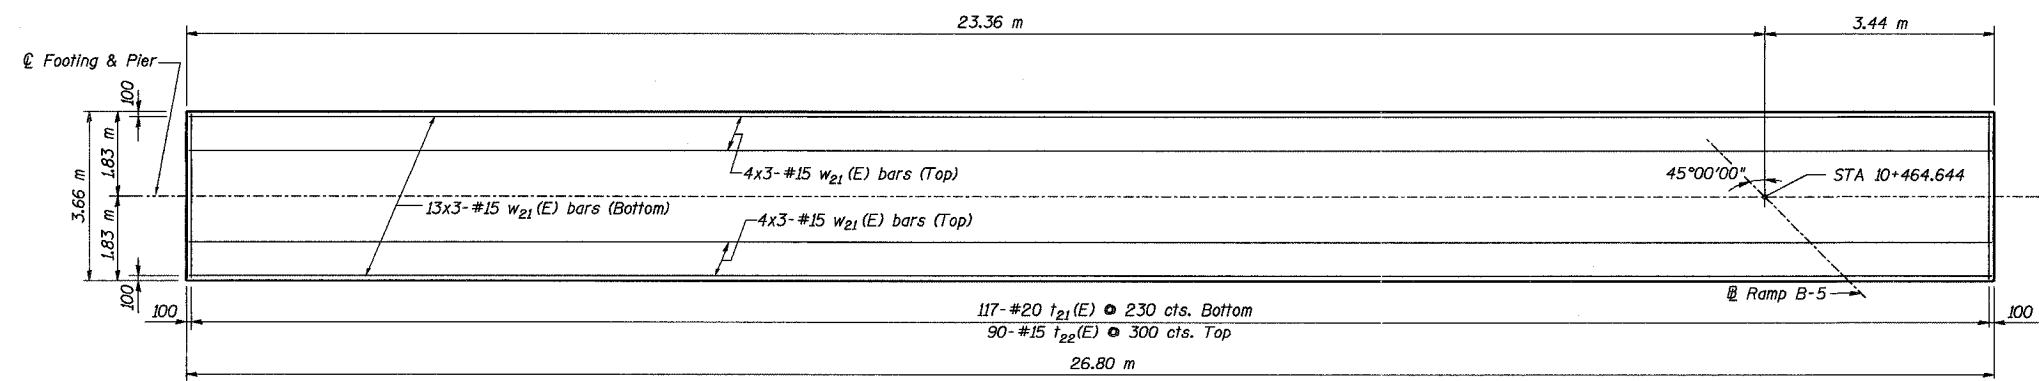 23.36 m
3.44 m
℄ Footing & Pier
100
1.83 m
3.66 m
1.83 m
100
4x3-#15 w21(E) bars (Top)
13x3-#15 w21(E) bars (Bottom)
4x3-#15 w21(E) bars (Top)
45°00'00"
STA 10+464.644
℄ Ramp B-5
100
117-#20 t21(E) @ 230 cts. Bottom
90-#15 t22(E) @ 300 cts. Top
100
26.80 m